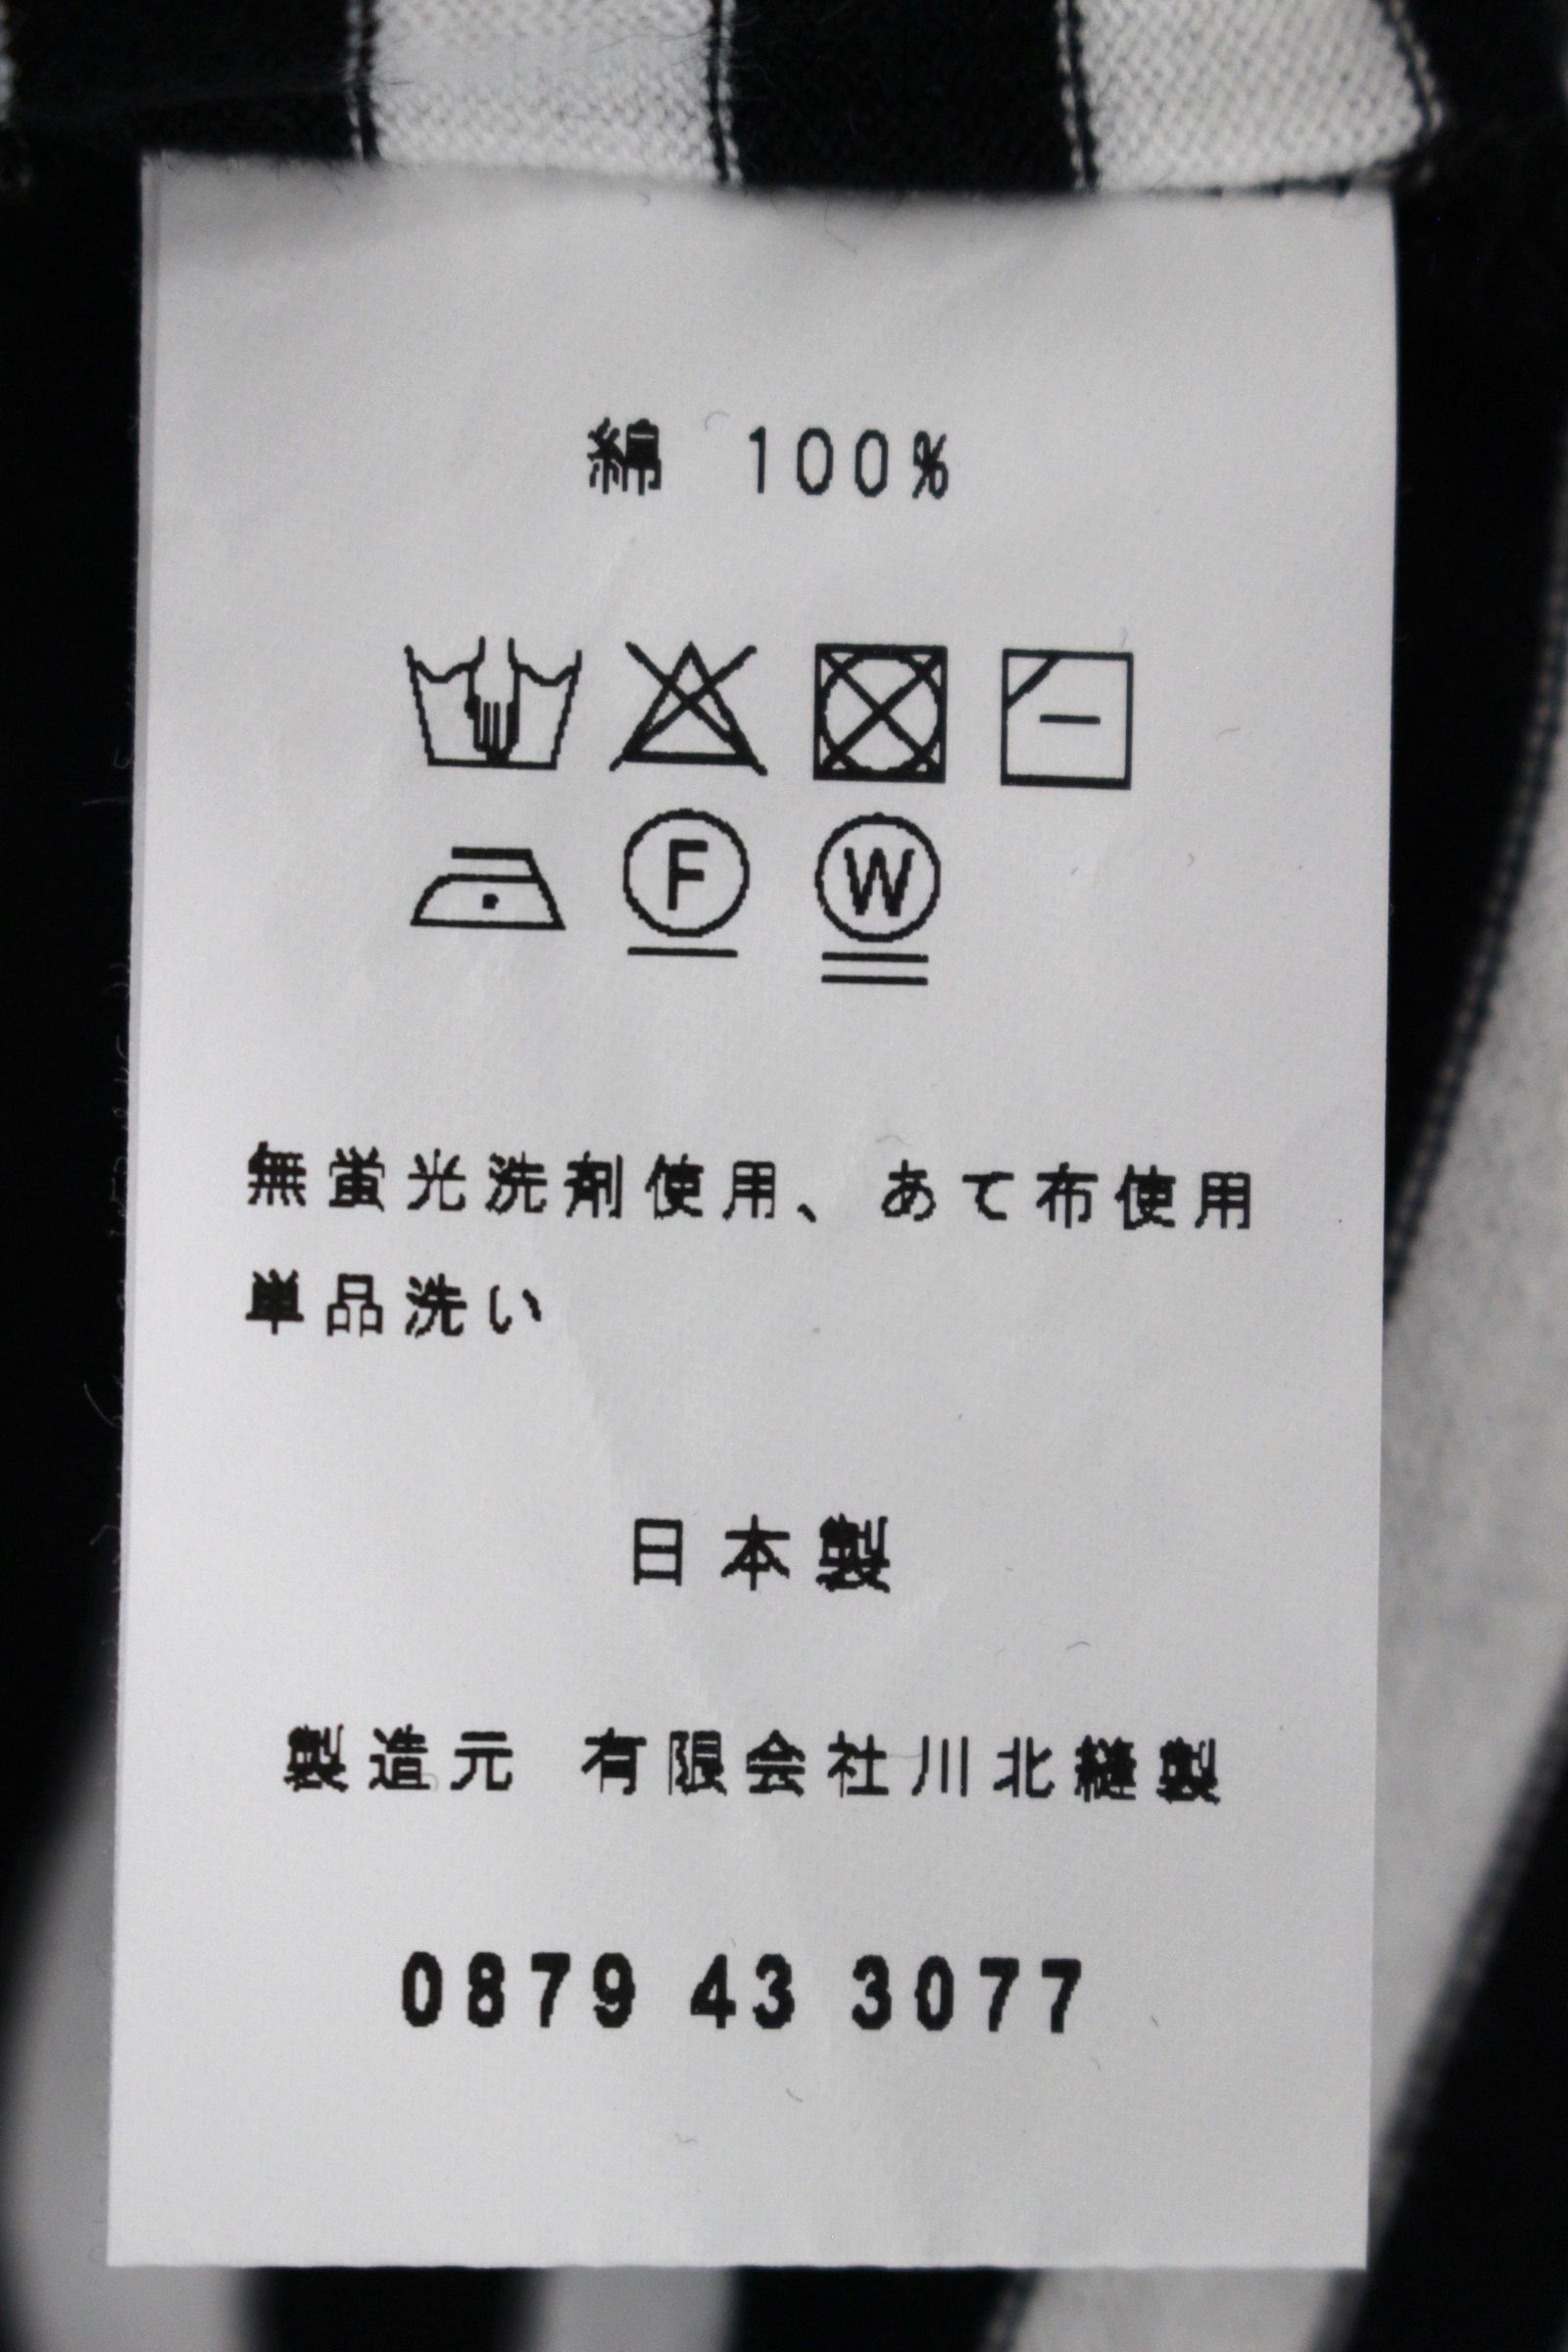 綿 100%
F W
無蛍光洗剤使用、あて布使用
単品洗い
日本製
製造元 有限会社川北縫製
0879 43 3077